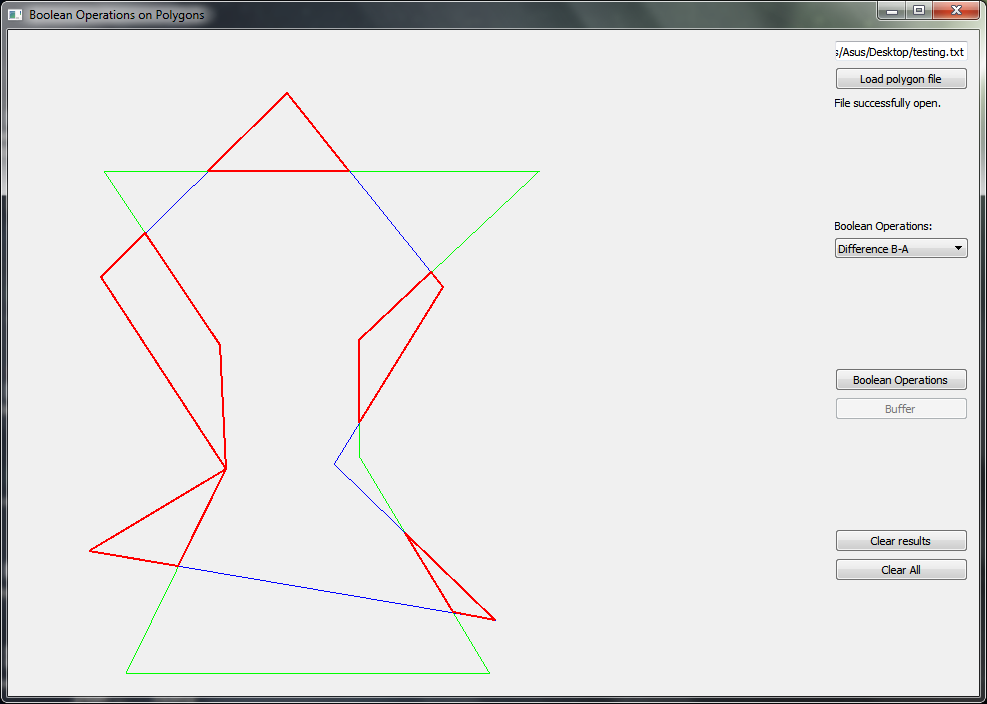 Boolean Operations on Polygons
s/Asus/Desktop/testing.txt
Load polygon file
File successfully open.
Boolean Operations:
Difference B-A
Boolean Operations
Buffer
Clear results
Clear All